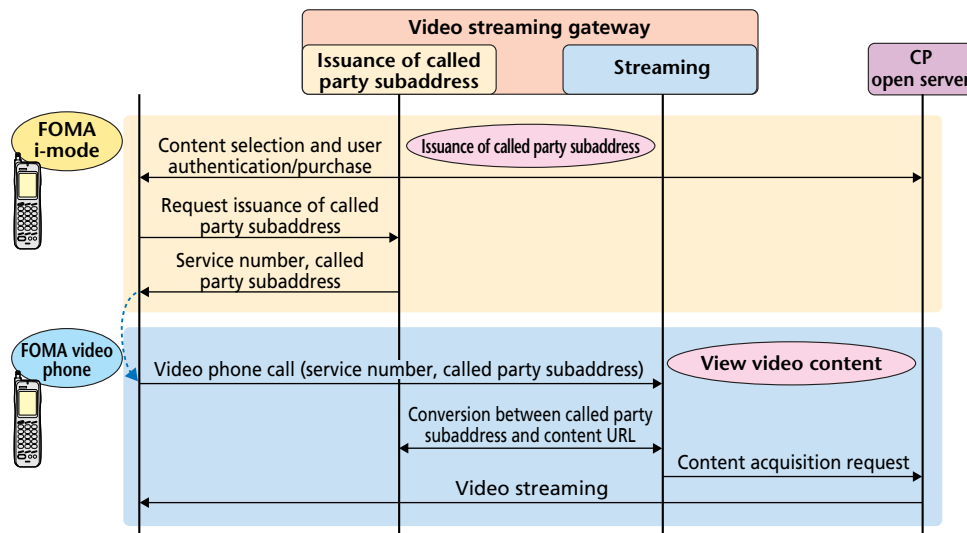 Video streaming gateway
Issuance of called
party subaddress
Streaming
CP
open server
FOMA
i-mode
Content selection and user
authentication/purchase
Issuance of called party subaddress
Request issuance of called
party subaddress
Service number, called
party subaddress
FOMA video
phone
Video phone call (service number, called party subaddress)
View video content
Conversion between called party
subaddress and content URL
Content acquisition request
Video streaming